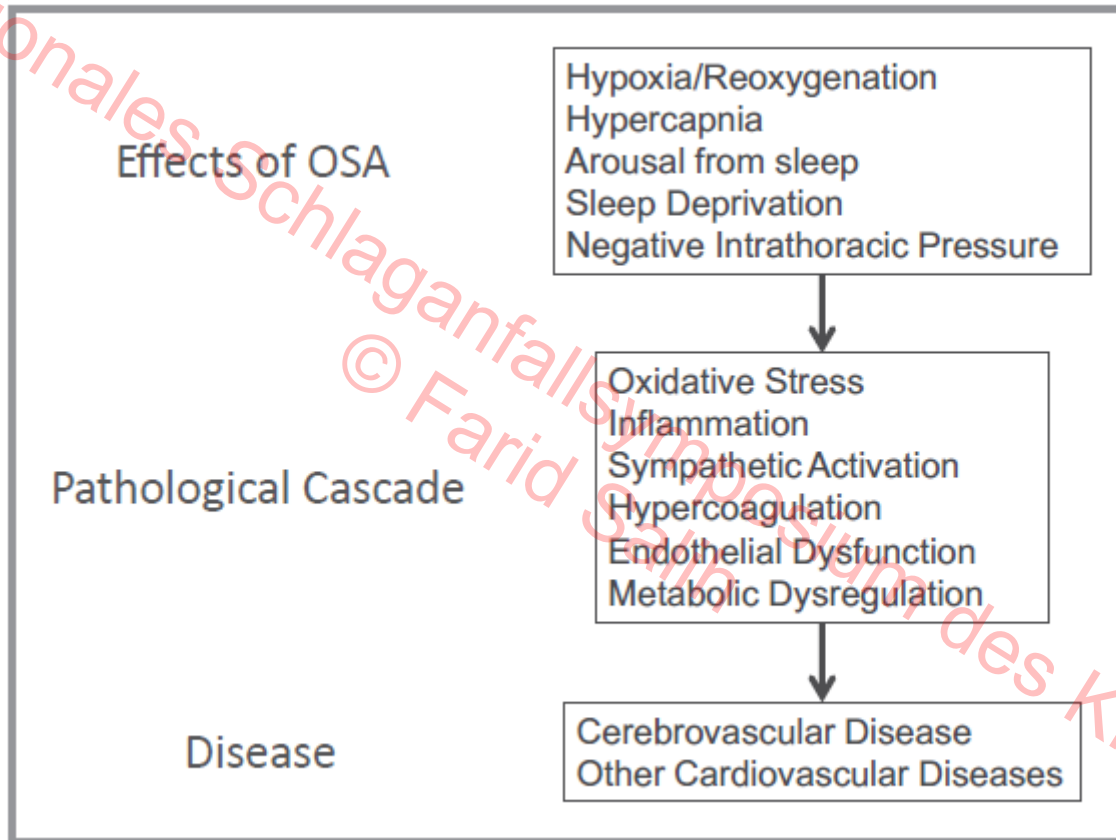 Effects of OSA
Hypoxia/Reoxygenation
Hypercapnia
Arousal from sleep
Sleep Deprivation
Negative Intrathoracic Pressure
Pathological Cascade
Oxidative Stress
Inflammation
Sympathetic Activation
Hypercoagulation
Endothelial Dysfunction
Metabolic Dysregulation
Disease
Cerebrovascular Disease
Other Cardiovascular Diseases
Schlaganfallsymposium des
© Farid Salih